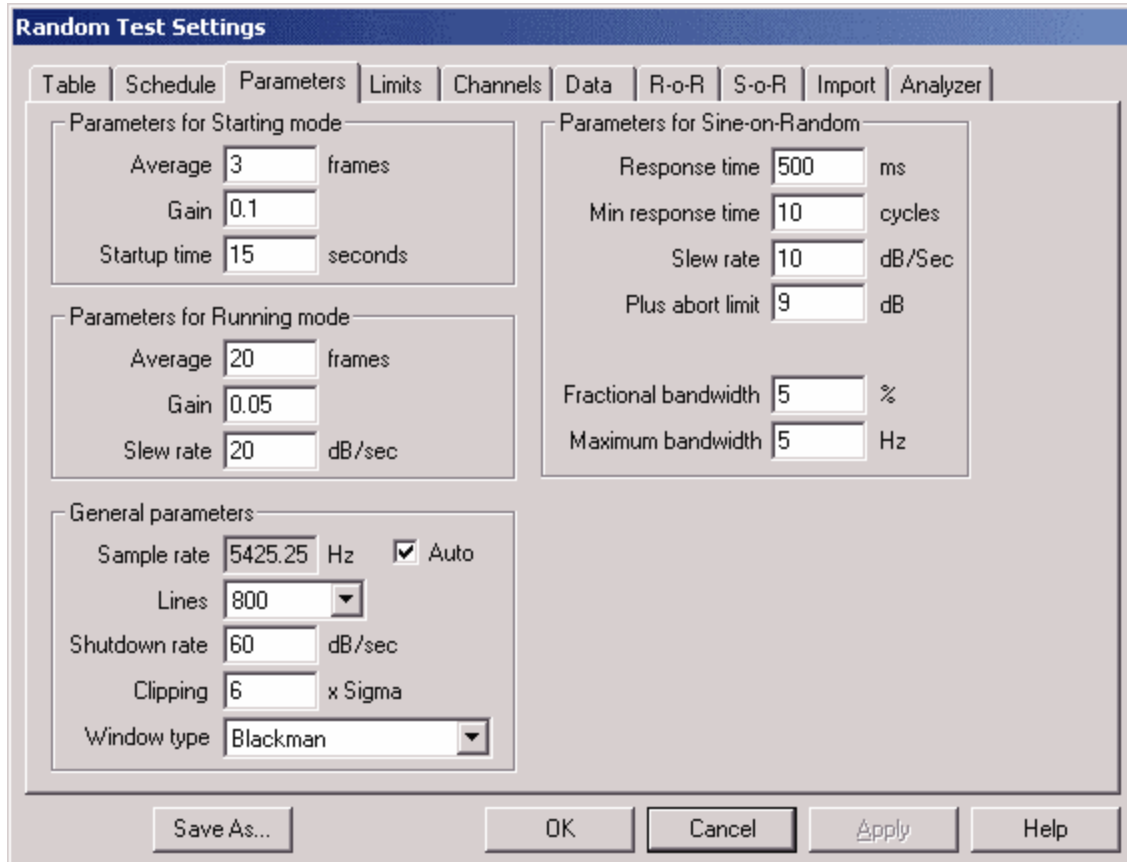 Random Test Settings
Table Schedule Parameters Limits Channels Data R-o-R S-o-R Import Analyzer
Parameters for Starting mode
Average 3 frames
Gain 0.1
Startup time 15 seconds
Parameters for Running mode
Average 20 frames
Gain 0.05
Slew rate 20 dB/sec
General parameters
Sample rate 5425.25 Hz Auto
Lines 800
Shutdown rate 60 dB/sec
Clipping 6 x Sigma
Window type Blackman
Parameters for Sine-on-Random
Response time 500 ms
Min response time 10 cycles
Slew rate 10 dB/Sec
Plus abort limit 9 dB
Fractional bandwidth 5 %
Maximum bandwidth 5 Hz
Save As... OK Cancel Apply Help